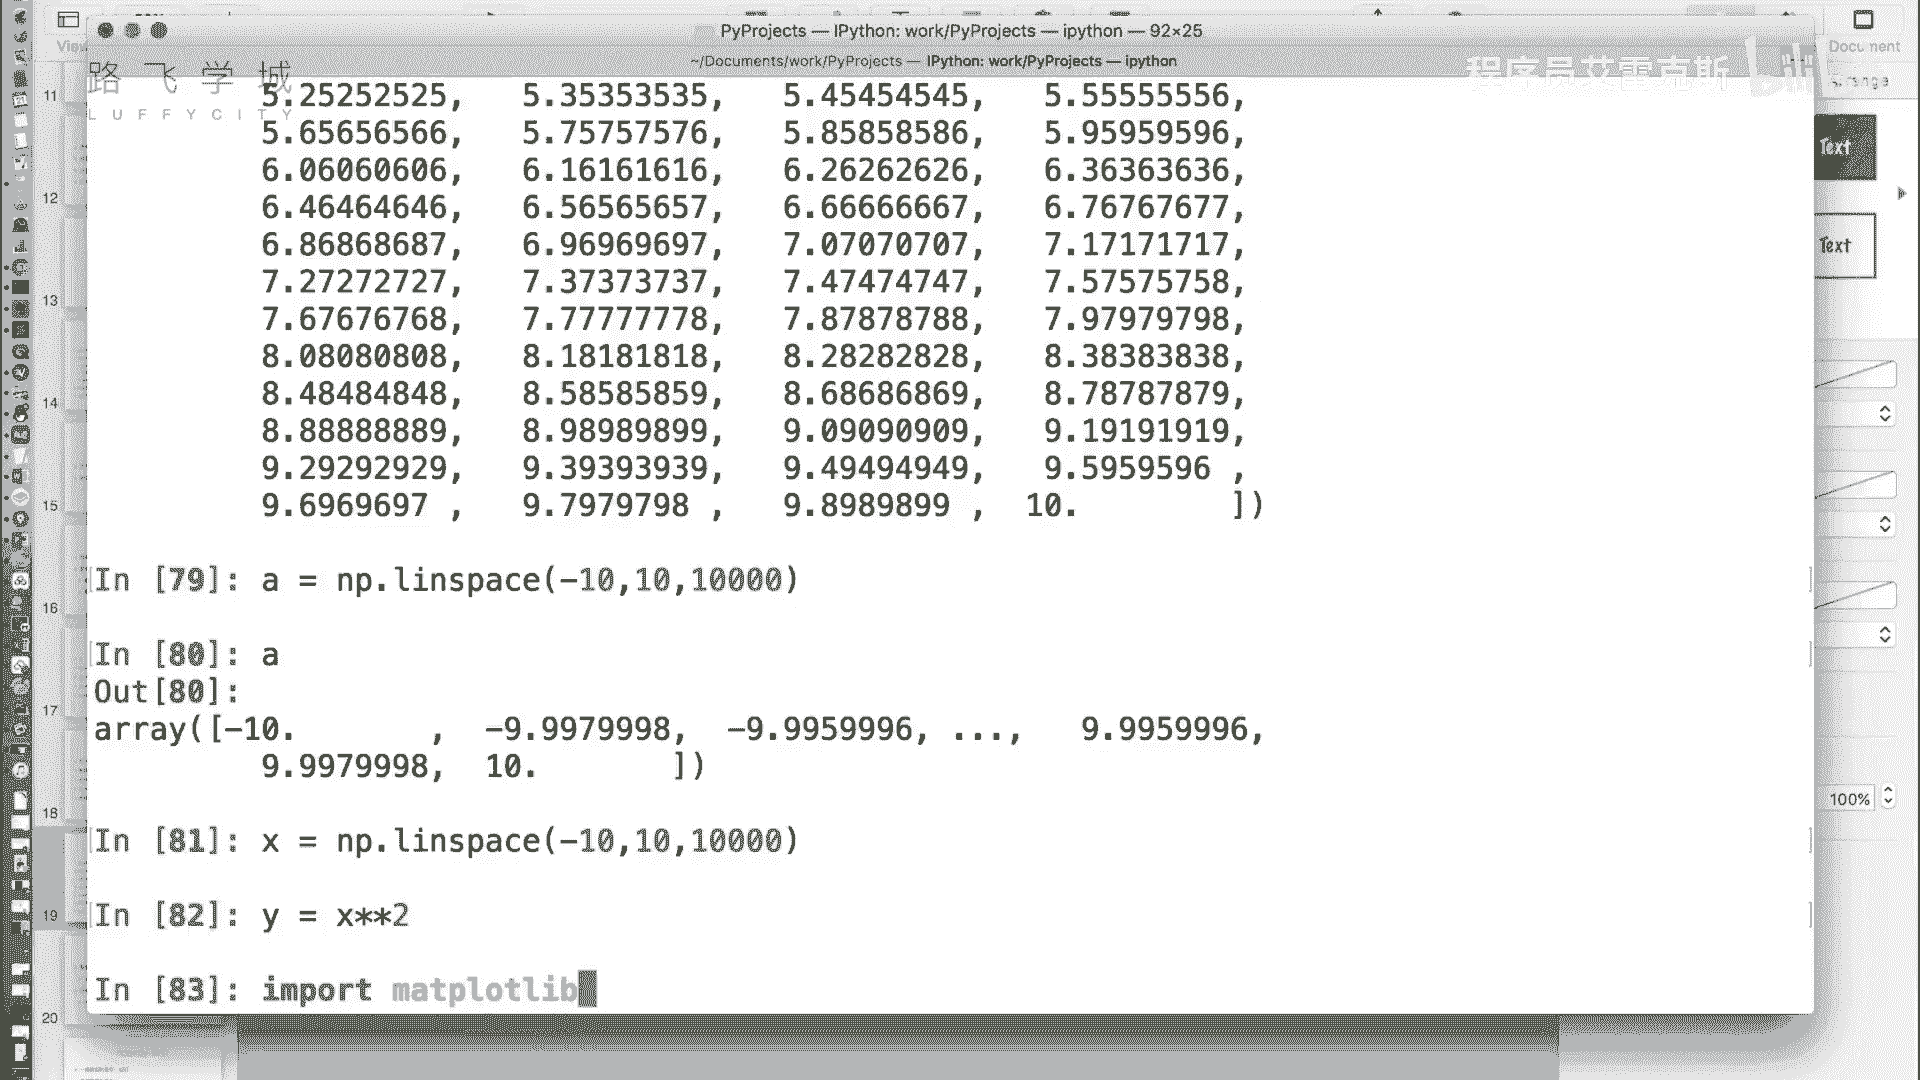 PyProjects — IPython: work/PyProjects — ipython — 92×25
~/Documents/work/PyProjects — IPython: work/PyProjects — ipython
路飞学城
LUFFYCITY
程序员艾雷克斯
View
Document
5.25252525, 5.35353535, 5.45454545, 5.55555556,
5.65656566, 5.75757576, 5.85858586, 5.95959596,
6.06060606, 6.16161616, 6.26262626, 6.36363636,
6.46464646, 6.56565657, 6.66666667, 6.76767677,
6.86868687, 6.96969697, 7.07070707, 7.17171717,
7.27272727, 7.37373737, 7.47474747, 7.57575758,
7.67676768, 7.77777778, 7.87878788, 7.97979798,
8.08080808, 8.18181818, 8.28282828, 8.38383838,
8.48484848, 8.58585859, 8.68686869, 8.78787879,
8.88888889, 8.98989899, 9.09090909, 9.19191919,
9.29292929, 9.39393939, 9.49494949, 9.5959596 ,
9.6969697 , 9.7979798 , 9.8989899 , 10. ])
In [79]: a = np.linspace(-10,10,10000)
In [80]: a
Out[80]:
array([-10. , -9.9979998, -9.9959996, ..., 9.9959996,
9.9979998, 10. ])
In [81]: x = np.linspace(-10,10,10000)
In [82]: y = x**2
In [83]: import matplotlib
11
12
13
14
15
16
17
18
19
20
Text
Text
100%